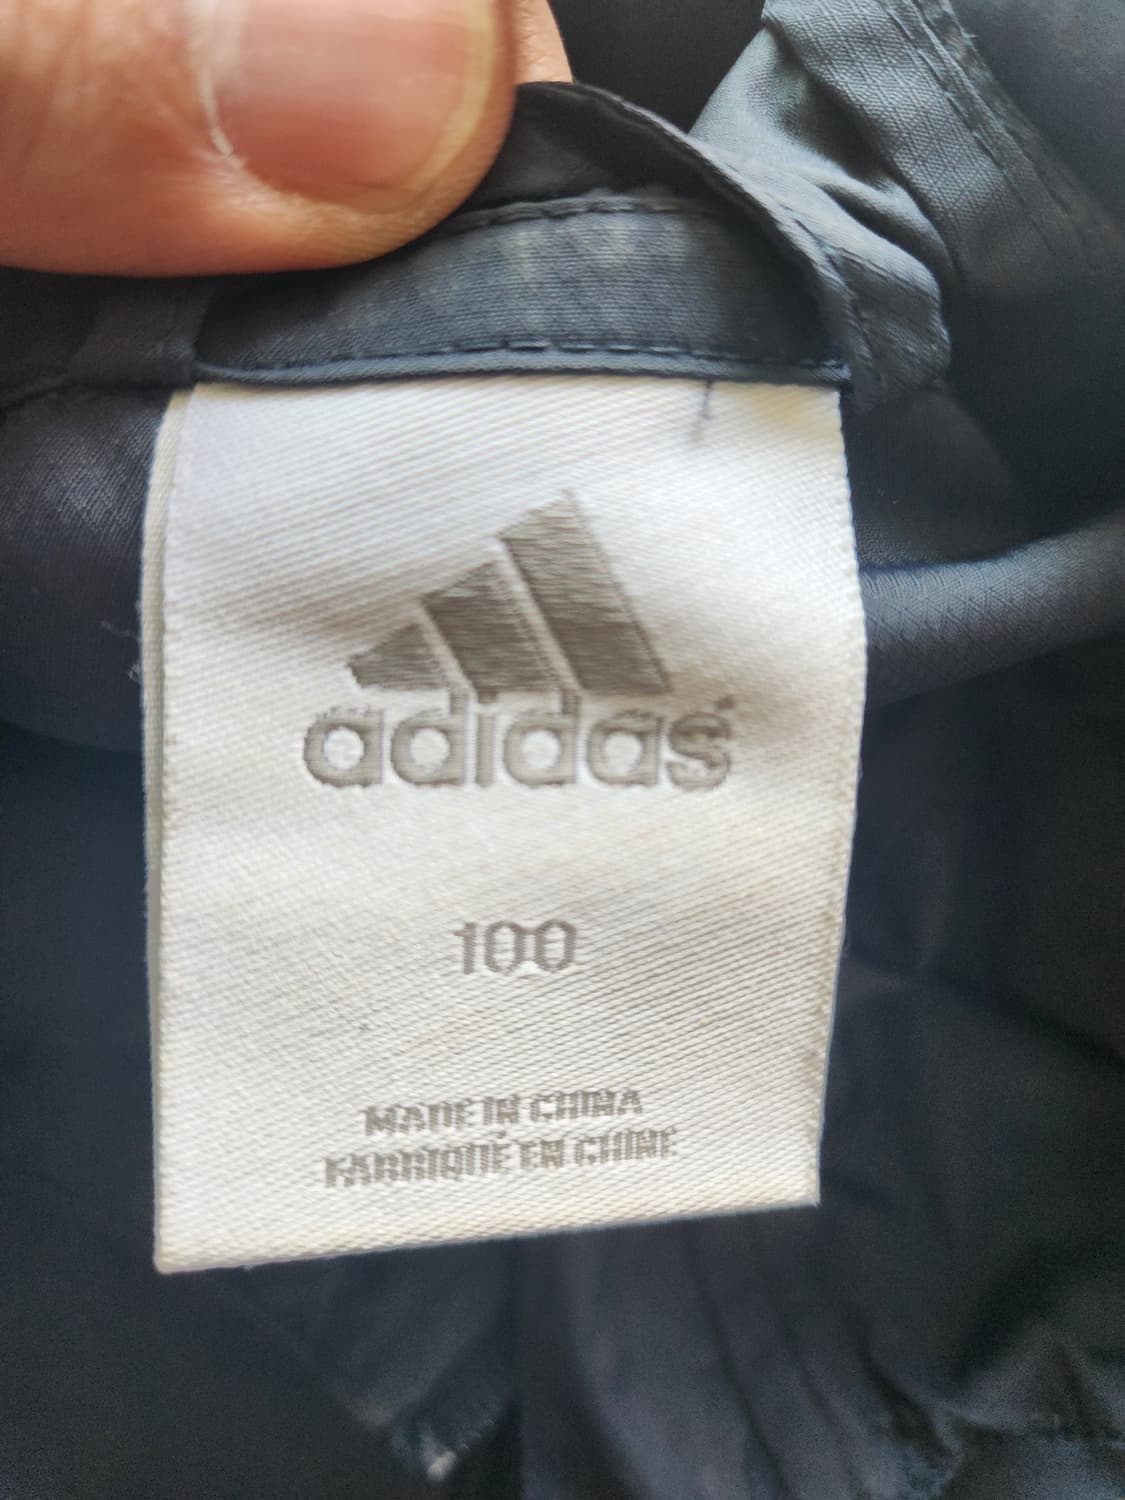 adidas
100
MADE IN CHINA
FABRIQUÉ EN CHINE